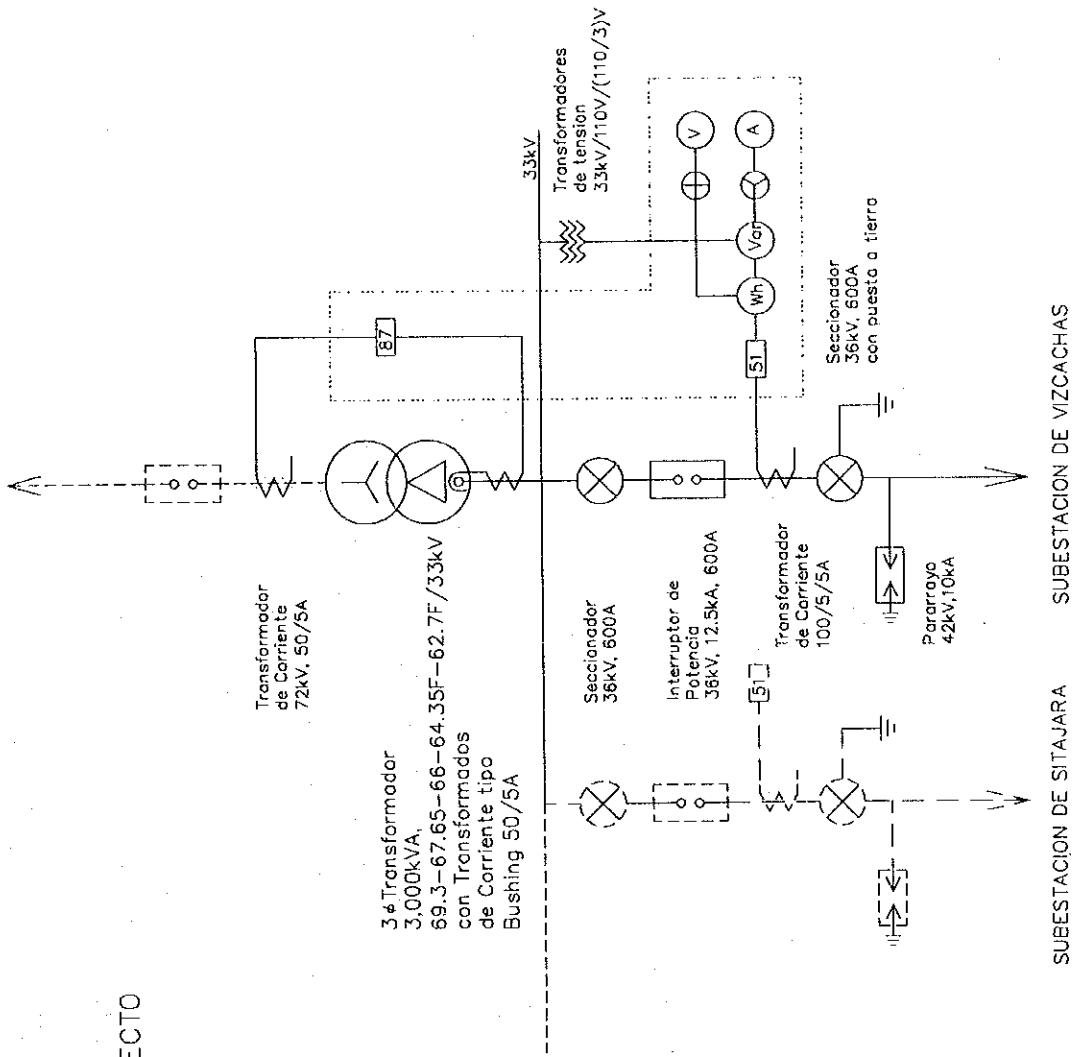 ECTO
Transformador
de Corriente
72kV, 50/5A
3φTransformador
3,000kVA,
69.3-67.65-66-64.35F-62.7F/33kV
con Transformados
de Corriente tipo
Bushing 50/5A
87
33kV
Transformadores
de tension
33kV/110V/(110/3)V
V
A
Var
Wh
51
Seccionador
36kV, 600A
Interruptor de
Potencia
36kV, 12.5kA, 600A
Transformador
de Corriente
100/5/5A
Seccionador
36kV, 600A
con puesta a tierra
51
Pararrayo
42kV,10kA
SUBESTACION DE SITAJARA
SUBESTACION DE VIZCACHAS